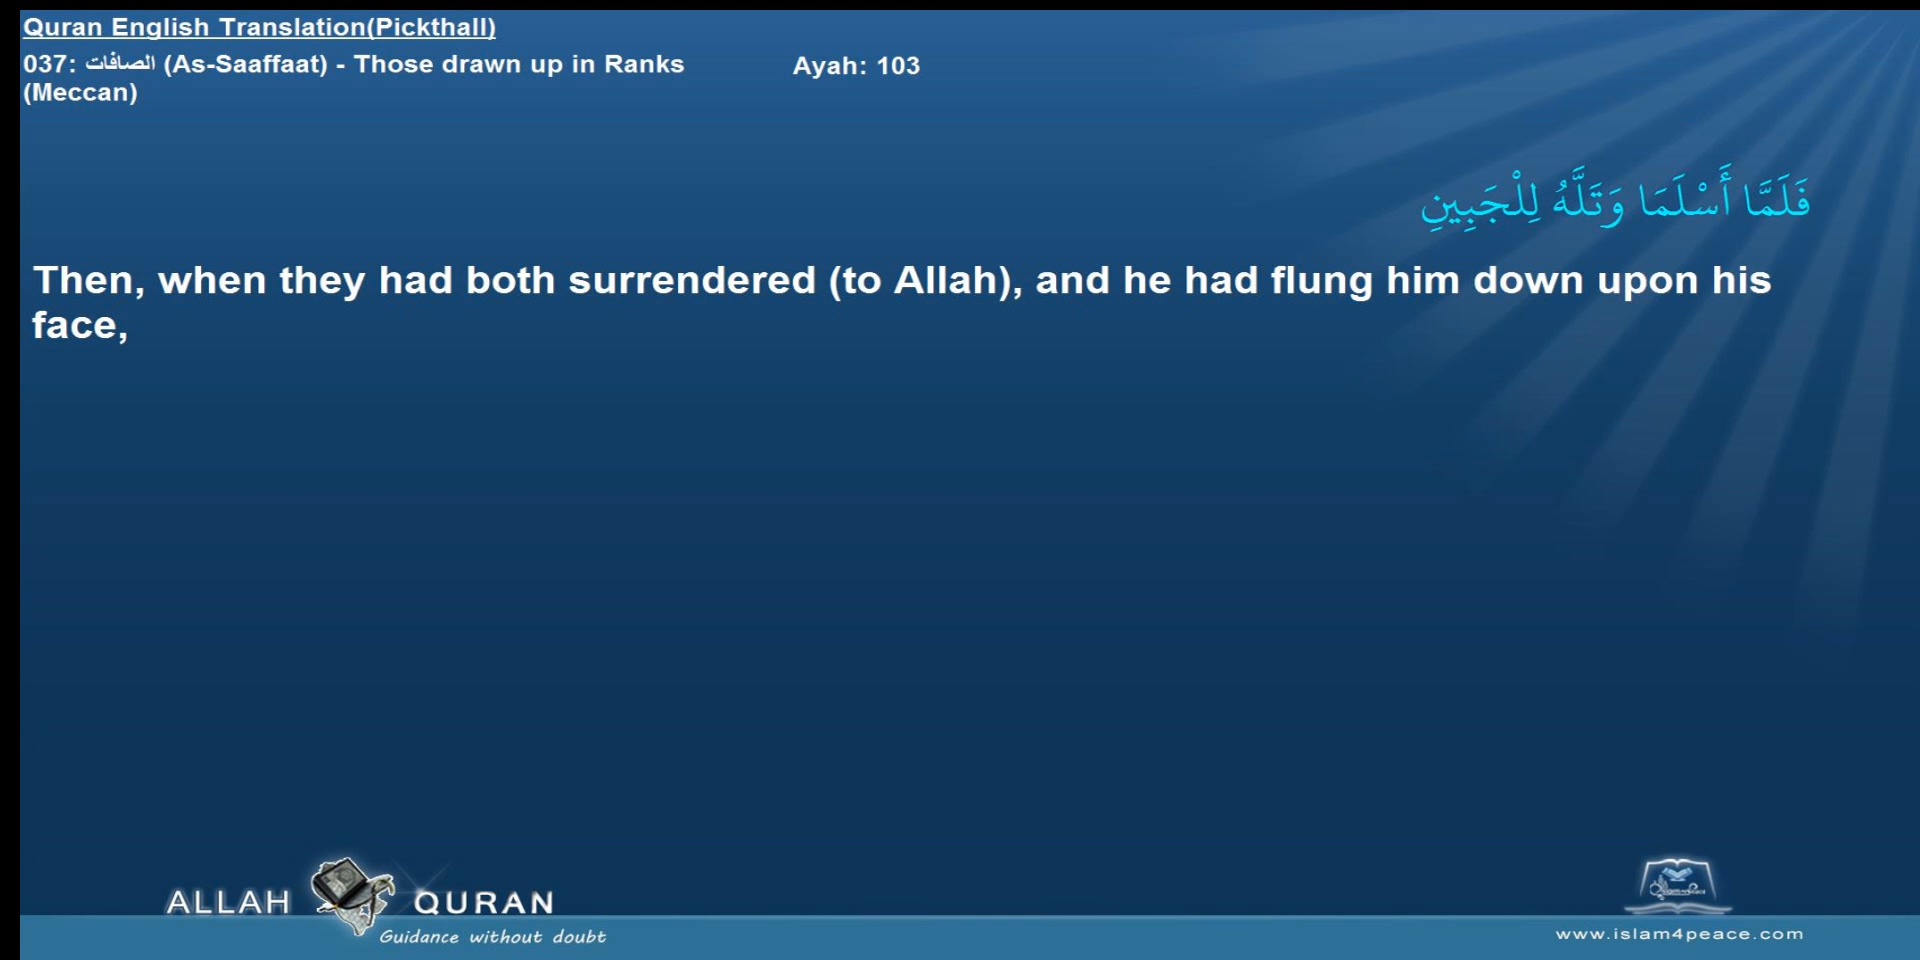 Quran English Translation(Pickthall)
037: الصافات (As-Saaffaat) - Those drawn up in Ranks
(Meccan)
Ayah: 103
فَلَمَّا أَسْلَمَا وَتَلَّهُ لِلْجَبِينِ
Then, when they had both surrendered (to Allah), and he had flung him down upon his
face,
ALLAH QURAN
Guidance without doubt
www.islam4peace.com